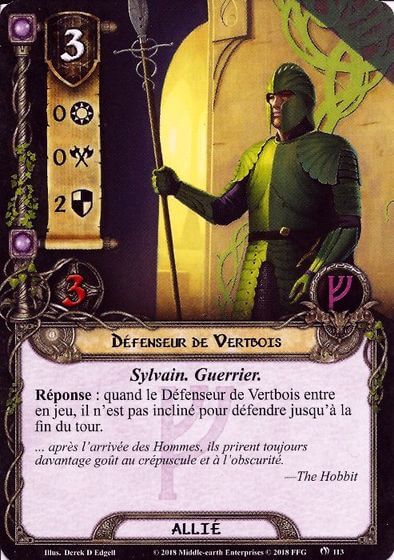 3
0
0
2
3
Défenseur de Vertbois
Sylvain. Guerrier.
Réponse : quand le Défenseur de Vertbois entre
en jeu, il n'est pas incliné pour défendre jusqu'à la
fin du tour.
... après l'arrivée des Hommes, ils prirent toujours
davantage goût au crépuscule et à l'obscurité.
—The Hobbit
ALLIÉ
Illus. Derek D Edgell © 2018 Middle-earth Enterprises © 2018 FFG 113